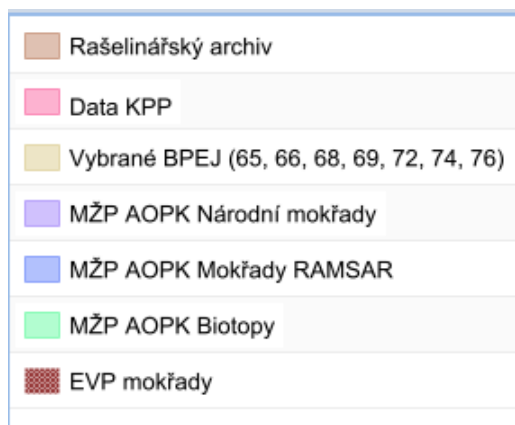 Rašelinářský archiv
Data KPP
Vybrané BPEJ (65, 66, 68, 69, 72, 74, 76)
MŽP AOPK Národní mokřady
MŽP AOPK Mokřady RAMSAR
MŽP AOPK Biotopy
EVP mokřady